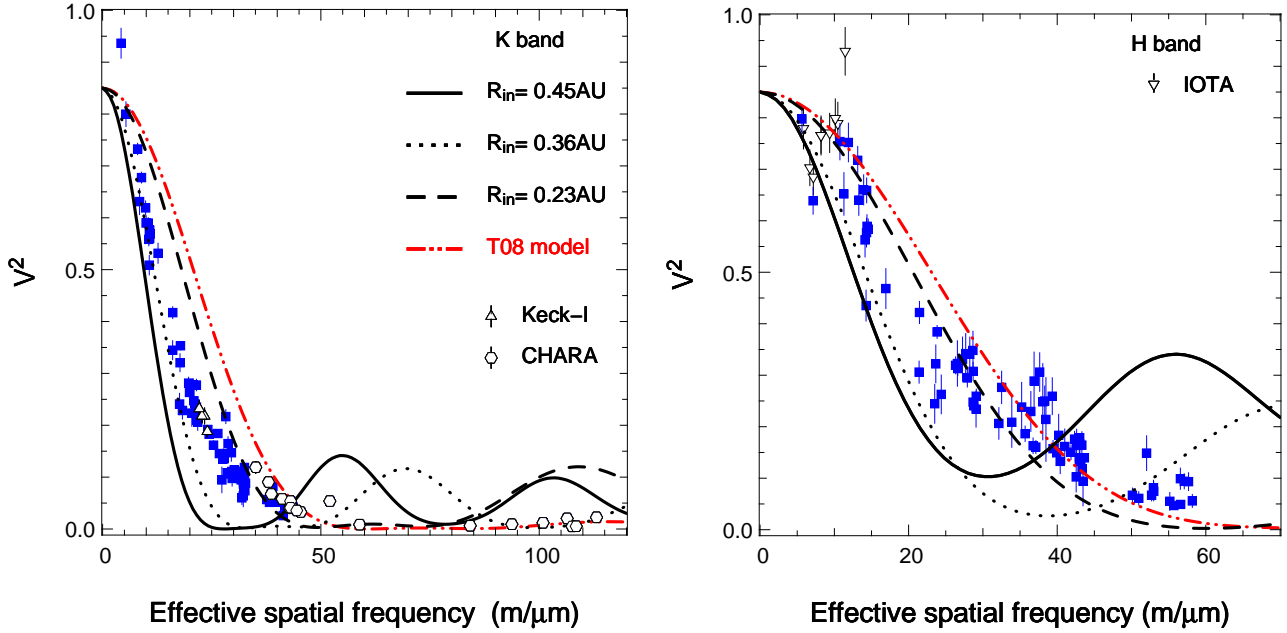 K band
R_in= 0.45AU
R_in= 0.36AU
R_in= 0.23AU
T08 model
Keck-I
CHARA
1.0
0.5
0.0
V²
0 50 100
Effective spatial frequency (m/μm)
H band
IOTA
1.0
0.5
0.0
V²
0 20 40 60
Effective spatial frequency (m/μm)